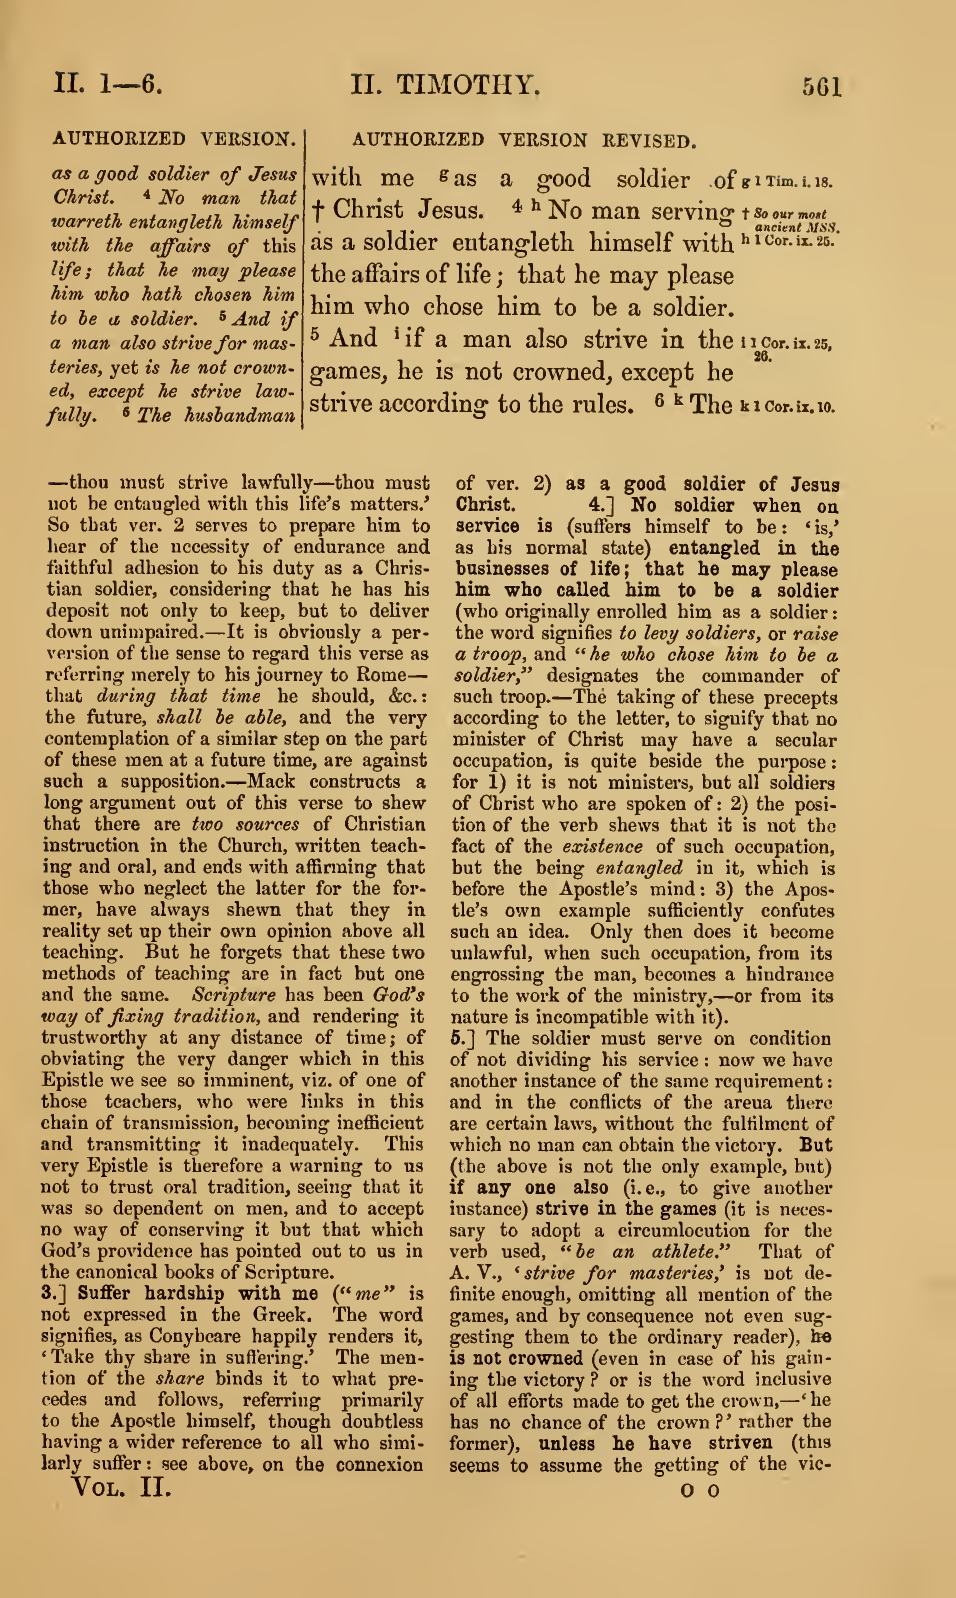 II. 1—6.
II. TIMOTHY.
561
AUTHORIZED VERSION.
as a good soldier of Jesus
Christ. 4 No man that
warreth entangleth himself
with the affairs of this
life; that he may please
him who hath chosen him
to be a soldier. 5 And if
a man also strive for mas-
teries, yet is he not crown-
ed, except he strive law-
fully. 6 The husbandman
AUTHORIZED VERSION REVISED.
with me g as a good soldier of
† Christ Jesus. 4 h No man serving
as a soldier entangleth himself with
the affairs of life; that he may please
him who chose him to be a soldier.
5 And i if a man also strive in the
games, he is not crowned, except he
strive according to the rules. 6 k The
g 1 Tim. i. 18.
† So our most
ancient MSS.
h 1 Cor. ix. 25.
i 1 Cor. ix. 25,
26.
k 1 Cor. ix. 10.
—thou must strive lawfully—thou must
not be entangled with this life's matters.'
So that ver. 2 serves to prepare him to
hear of the necessity of endurance and
faithful adhesion to his duty as a Chris-
tian soldier, considering that he has his
deposit not only to keep, but to deliver
down unimpaired.—It is obviously a per-
version of the sense to regard this verse as
referring merely to his journey to Rome—
that during that time he should, &c.:
the future, shall be able, and the very
contemplation of a similar step on the part
of these men at a future time, are against
such a supposition.—Mack constructs a
long argument out of this verse to shew
that there are two sources of Christian
instruction in the Church, written teach-
ing and oral, and ends with affirming that
those who neglect the latter for the for-
mer, have always shewn that they in
reality set up their own opinion above all
teaching. But he forgets that these two
methods of teaching are in fact but one
and the same. Scripture has been God's
way of fixing tradition, and rendering it
trustworthy at any distance of time; of
obviating the very danger which in this
Epistle we see so imminent, viz. of one of
those teachers, who were links in this
chain of transmission, becoming inefficient
and transmitting it inadequately. This
very Epistle is therefore a warning to us
not to trust oral tradition, seeing that it
was so dependent on men, and to accept
no way of conserving it but that which
God's providence has pointed out to us in
the canonical books of Scripture.
3.] Suffer hardship with me ("me" is
not expressed in the Greek. The word
signifies, as Conybeare happily renders it,
'Take thy share in suffering.' The men-
tion of the share binds it to what pre-
cedes and follows, referring primarily
to the Apostle himself, though doubtless
having a wider reference to all who simi-
larly suffer: see above, on the connexion
of ver. 2) as a good soldier of Jesus
Christ. 4.] No soldier when on
service is (suffers himself to be: 'is,'
as his normal state) entangled in the
businesses of life; that he may please
him who called him to be a soldier
(who originally enrolled him as a soldier:
the word signifies to levy soldiers, or raise
a troop, and "he who chose him to be a
soldier," designates the commander of
such troop.—The taking of these precepts
according to the letter, to signify that no
minister of Christ may have a secular
occupation, is quite beside the purpose:
for 1) it is not ministers, but all soldiers
of Christ who are spoken of: 2) the posi-
tion of the verb shews that it is not the
fact of the existence of such occupation,
but the being entangled in it, which is
before the Apostle's mind: 3) the Apos-
tle's own example sufficiently confutes
such an idea. Only then does it become
unlawful, when such occupation, from its
engrossing the man, becomes a hindrance
to the work of the ministry,—or from its
nature is incompatible with it).
5.] The soldier must serve on condition
of not dividing his service: now we have
another instance of the same requirement:
and in the conflicts of the arena there
are certain laws, without the fulfilment of
which no man can obtain the victory. But
(the above is not the only example, but)
if any one also (i. e., to give another
instance) strive in the games (it is neces-
sary to adopt a circumlocution for the
verb used, "be an athlete." That of
A. V., 'strive for masteries,' is not de-
finite enough, omitting all mention of the
games, and by consequence not even sug-
gesting them to the ordinary reader), he
is not crowned (even in case of his gain-
ing the victory? or is the word inclusive
of all efforts made to get the crown,—'he
has no chance of the crown?' rather the
former), unless he have striven (this
seems to assume the getting of the vic-
VOL. II.
O O